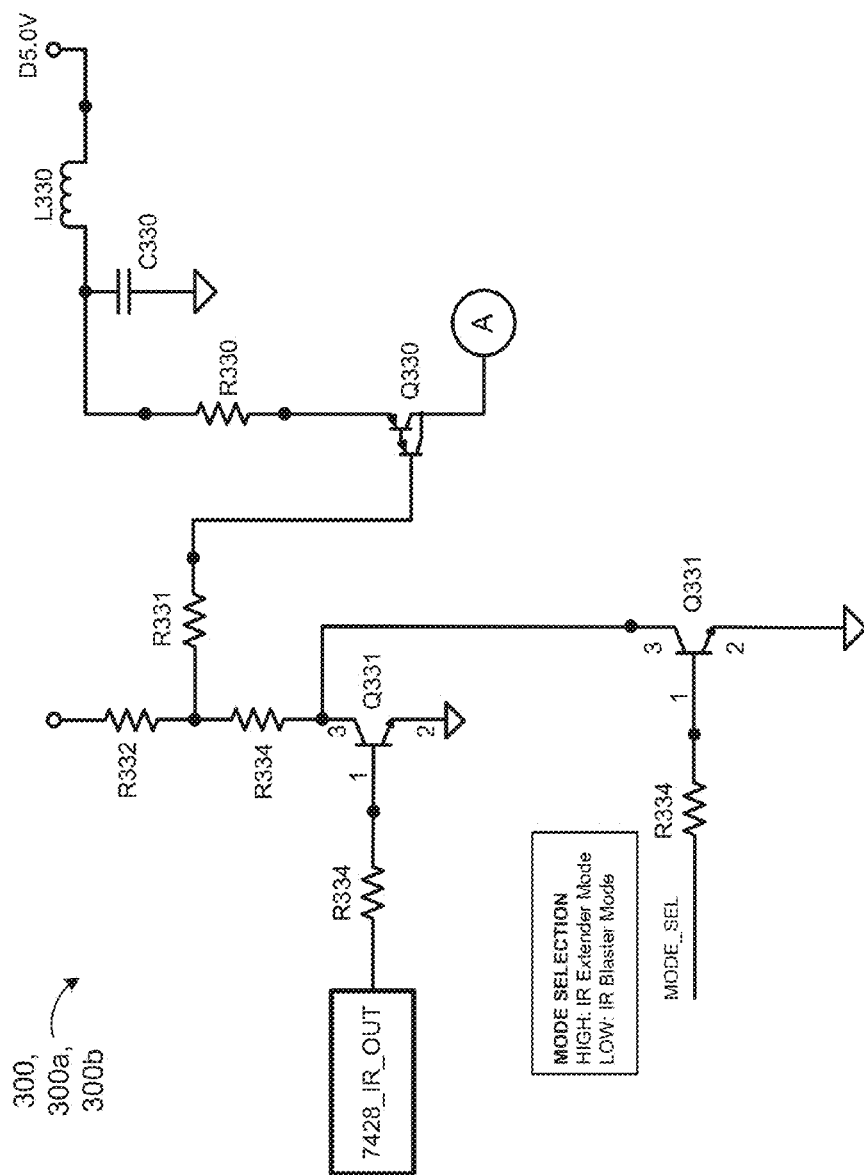 300,
300a,
300b
D5.0V
L330
C330
R330
Q330
A
R331
R332
R334
Q331
3
2
1
R334
7428_IR_OUT
Q331
3
2
1
R334
MODE_SEL
MODE SELECTION
HIGH: IR Extender Mode
LOW: IR Blaster Mode